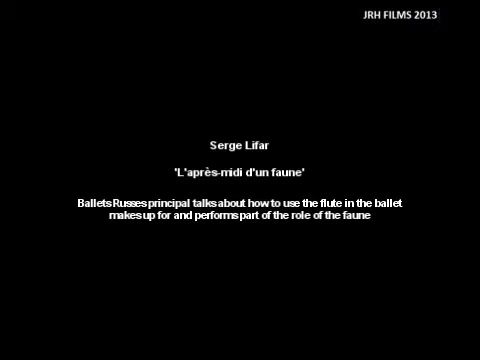 JRH FILMS 2013
Serge Lifar
'L'après-midi d'un faune'
Ballets Russes principal talks about how to use the flute in the ballet
makes up for and performs part of the role of the faune